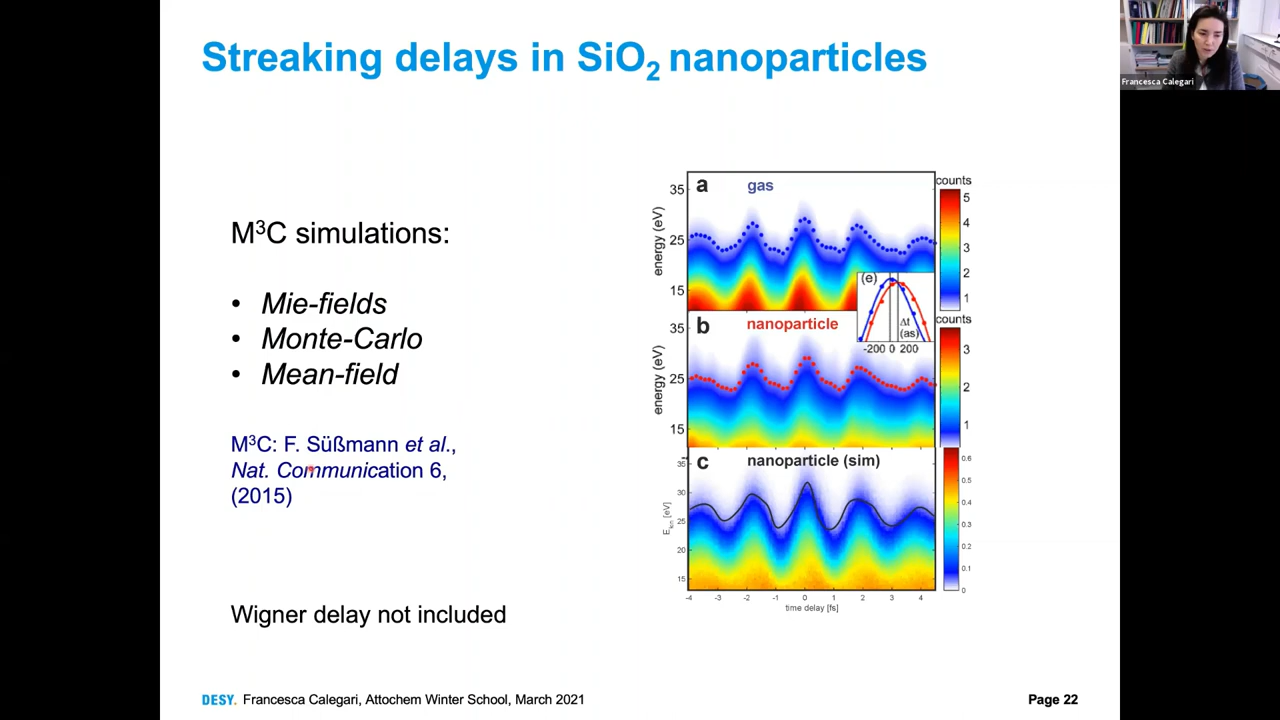 Streaking delays in SiO2 nanoparticles
Francesca Calegari
M3C simulations:
• Mie-fields
• Monte-Carlo
• Mean-field
M3C: F. Süßmann et al.,
Nat. Communication 6,
(2015)
Wigner delay not included
a gas
counts
35
25
15
energy (eV)
5
4
3
2
1
(e)
Δt
(as)
-200 0 200
b nanoparticle
counts
35
25
15
energy (eV)
3
2
1
c nanoparticle (sim)
35
30
25
20
15
0.6
0.5
0.4
0.3
0.2
0.1
0
-4 -3 -2 -1 0 1 2 3 4
time delay [fs]
DESY. Francesca Calegari, Attochem Winter School, March 2021
Page 22